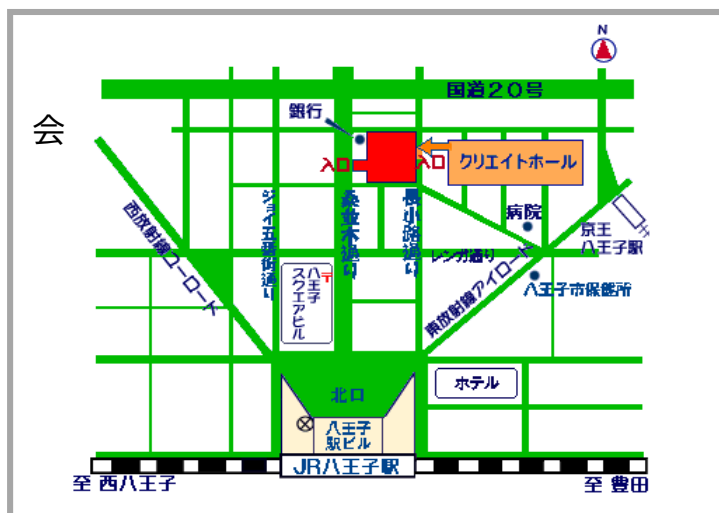 N
国道20号
銀行
会
入口
入口
クリエイトホール
病院
京王
八王子駅
西放射線ユーロード
ジョイ五番街通り
桑並木通り
長小路通り
レンガ通り
東放射線アイロード
八王子市保健所
〒
八王子
スクエアビル
ホテル
北口
八王子
駅ビル
JR八王子駅
至 西八王子
至 豊田